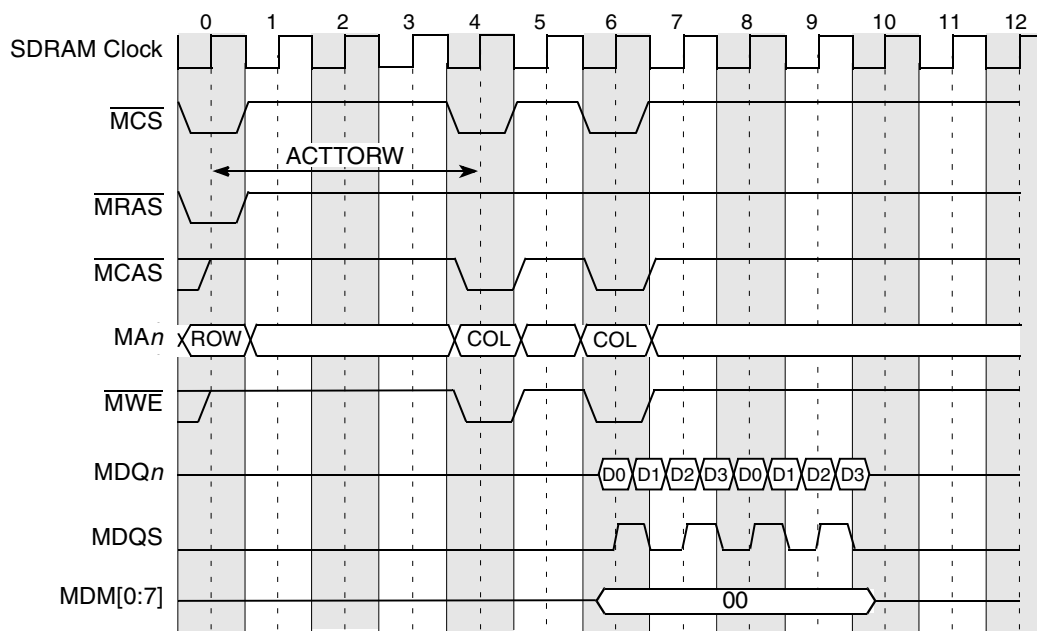 0 1 2 3 4 5 6 7 8 9 10 11 12
SDRAM Clock
MCS
ACTTORW
MRAS
MCAS
MAn ROW COL COL
MWE
MDQn D0 D1 D2 D3 D0 D1 D2 D3
MDQS
MDM[0:7] 00